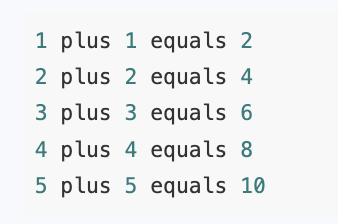 1 plus 1 equals 2
2 plus 2 equals 4
3 plus 3 equals 6
4 plus 4 equals 8
5 plus 5 equals 10